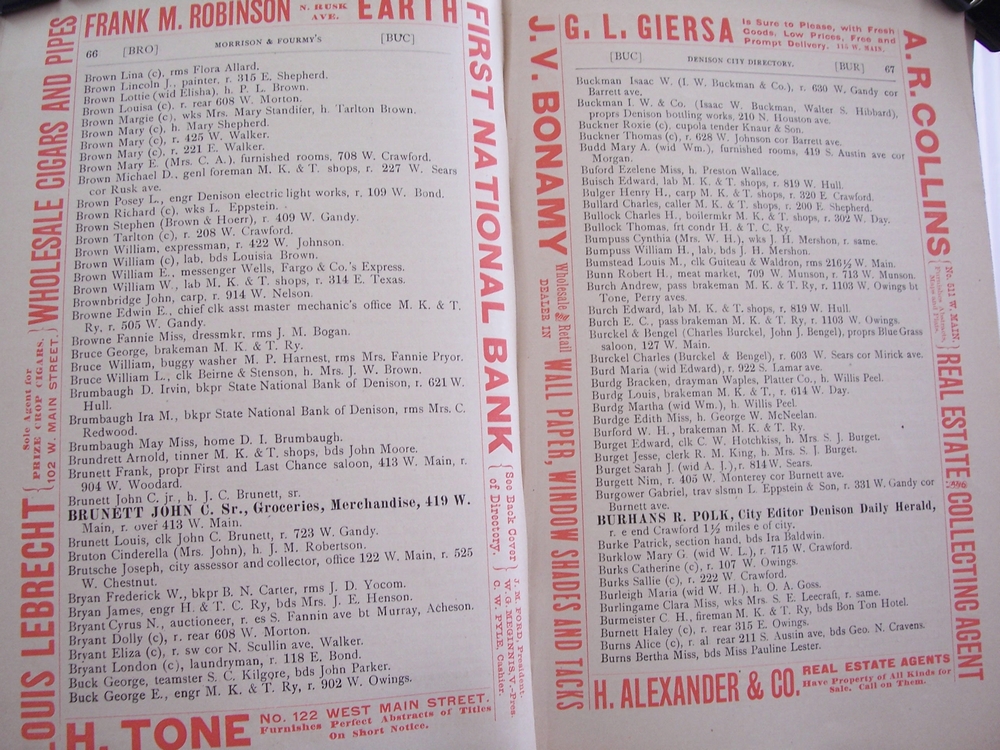 FRANK M. ROBINSON N. RUSK AVE. EARTH
66 [BRO] MORRISON & FOURMY'S [BUC]
Brown Lina (c), rms Flora Allard.
Brown Lincoln J., painter, r. 315 E. Shepherd.
Brown Lottie (wid Elisha), h. P. L. Brown.
Brown Louisa (c), r. rear 608 W. Morton.
Brown Margie (c), wks Mrs. Mary Standifer, h. Tarlton Brown.
Brown Mary (c), h. Mary Shepherd.
Brown Mary (c), r. 425 W. Walker.
Brown Mary (c), r. 221 E. Walker.
Brown Mary E. (Mrs. C. A.), furnished rooms, 708 W. Crawford.
Brown Michael D., genl foreman M. K. & T. shops, r. 227 W. Sears
cor Rusk ave.
Brown Posey L., engr Denison electric light works, r. 109 W. Bond.
Brown Richard (c), wks L. Eppstein.
Brown Stephen (Brown & Hoerr), r. 409 W. Gandy.
Brown Tarlton (c), r. 208 W. Crawford.
Brown William, expressman, r. 422 W. Johnson.
Brown William (c), lab, bds Louisia Brown.
Brown William E., messenger Wells, Fargo & Co.'s Express.
Brown William W., lab M. K. & T. shops, r. 314 E. Texas.
Brownbridge John, carp, r. 914 W. Nelson.
Browne Edwin E., chief clk asst master mechanic's office M. K. & T.
Ry, r. 505 W. Gandy.
Browne Fannie Miss, dressmkr, rms J. M. Bogan.
Bruce George, brakeman M. K. & T. Ry.
Bruce William, buggy washer M. P. Harnest, rms Mrs. Fannie Pryor.
Bruce William L., clk Beirne & Stenson, h. Mrs. J. W. Brown.
Brumbaugh D. Irvin, bkpr State National Bank of Denison, r. 621 W.
Hull.
Brumbaugh Ira M., bkpr State National Bank of Denison, rms Mrs. C.
Redwood.
Brumbaugh May Miss, home D. I. Brumbaugh.
Brundrett Arnold, tinner M. K. & T. shops, bds John Moore.
Brunett Frank, propr First and Last Chance saloon, 413 W. Main, r.
904 W. Woodard.
Brunett John C. jr., h. J. C. Brunett, sr.
BRUNETT JOHN C. Sr., Groceries, Merchandise, 419 W.
Main, r. over 413 W. Main.
Brunett Louis, clk John C. Brunett, r. 723 W. Gandy.
Bruton Cinderella (Mrs. John), h. J. M. Robertson.
Brutsche Joseph, city assessor and collector, office 122 W. Main, r. 525
W. Chestnut.
Bryan Frederick W., bkpr B. N. Carter, rms J. D. Yocom.
Bryan James, engr H. & T. C. Ry, bds Mrs. J. E. Henson.
Bryant Cyrus N., auctioneer, r. es S. Fannin ave bt Murray, Acheson.
Bryant Dolly (c), r. rear 608 W. Morton.
Bryant Eliza (c), r. sw cor N. Scullin ave. Walker.
Bryant London (c), laundryman, r. 118 E. Bond.
Buck George, teamster S. C. Kilgore, bds John Parker.
Buck George E., engr M. K. & T. Ry, r. 902 W. Owings.
H. TONE No. 122 WEST MAIN STREET.
Furnishes Perfect Abstracts of Titles
On Short Notice.
LOUIS LEBRECHT { Sole Agent for
PRIZE CROP CIGARS.
102 W. MAIN STREET. } WHOLESALE CIGARS AND PIPES
FIRST NATIONAL BANK { See Back Cover
of Directory. } J. M. FORD, President.
W. G. MEGINNIS, V.-Pres.
C. W. PYLE, Cashier.
G. L. GIERSA Is Sure to Please, with Fresh
Goods, Low Prices, Free and
Prompt Delivery. W. MAIN.
[BUC] DENISON CITY DIRECTORY. [BUR] 67
Buckman Isaac W. (I. W. Buckman & Co.), r. 630 W. Gandy cor
Barrett ave.
Buckman I. W. & Co. (Isaac W. Buckman, Walter S. Hibbard),
proprs Denison bottling works, 210 N. Houston ave.
Buckner Roxie (c), cupola tender Knaur & Son.
Buckner Thomas (c), r. 628 W. Johnson cor Barrett ave.
Budd Mary A. (wid Wm.), furnished rooms, 419 S. Austin ave cor
Morgan.
Buford Ezelene Miss, h. Preston Wallace.
Buisch Edward, lab M. K. & T. shops, r. 819 W. Hull.
Bulger Henry H., carp M. K. & T. shops, r. 320 E. Crawford.
Bullard Charles, caller M. K. & T. shops, r. 200 E. Shepherd.
Bullock Charles H., boilermkr M. K. & T. shops, r. 302 W. Day.
Bullock Thomas, frt condr H. & T. C. Ry.
Bumpuss Cynthia (Mrs. W. H.), wks J. H. Mershon, r. same.
Bumpuss William H., lab, bds J. H. Mershon.
Bumstead Louis M., clk Goiteau & Waldron, rms 216½ W. Main.
Bunn Robert H., meat market, 709 W. Munson, r. 713 W. Munson.
Burch Andrew, pass brakeman M. K. & T. Ry, r. 1103 W. Owings bt
Tone, Perry aves.
Burch Edward, lab M. K. & T. shops, r. 819 W. Hull.
Burch E. C., pass brakeman M. K. & T. Ry, r. 1103 W. Owings.
Burckel & Bengel (Charles Burckel, John J. Bengel), proprs Blue Grass
saloon, 127 W. Main.
Burckel Charles (Burckel & Bengel), r. 603 W. Sears cor Mirick ave.
Burd Maria (wid Edward), r. 922 S. Lamar ave.
Burdg Bracken, drayman Waples, Platter Co., h. Willis Peel.
Burdg Louis, brakeman M. K. & T., r. 614 W. Day.
Burdg Martha (wid Wm.), h. Willis Peel.
Burdge Edith Miss, h. George W. McNeelan.
Burford W. H., brakeman M. K. & T. Ry.
Burget Edward, clk C. W. Hotchkiss, h. Mrs. S. J. Burget.
Burget Jesse, clerk R. M. King, h. Mrs. S. J. Burget.
Burget Sarah J. (wid A. J.), r. 814 W. Sears.
Burgett Nim, r. 405 W. Monterey cor Burnett ave.
Burgower Gabriel, trav slsmn L. Eppstein & Son, r. 331 W. Gandy cor
Burnett ave.
BURHANS R. POLK, City Editor Denison Daily Herald,
r. e end Crawford 1½ miles e of city.
Burke Patrick, section hand, bds Ira Baldwin.
Burklow Mary G. (wid W. L.), r. 715 W. Crawford.
Burks Catherine (c), r. 107 W. Owings.
Burks Sallie (c), r. 222 W. Crawford.
Burleigh Maria (wid W. H.), h. O. A. Goss.
Burlingame Clara Miss, wks Mrs. S. E. Leecraft, r. same.
Burmeister C. H., fireman M. K. & T. Ry, bds Bon Ton Hotel.
Burnett Haley (c), r. rear 315 E. Owings.
Burns Alice (c), r. rear 211 S. Austin ave, bds Geo. N. Cravens.
Burns Bertha Miss, bds Miss Pauline Lester.
H. ALEXANDER & CO. REAL ESTATE AGENTS
Have Property of All Kinds for
Sale. Call on Them.
J. V. BONAMY Wholesale and Retail
DEALER IN WALL PAPER, WINDOW SHADES AND TACKS
A. R. COLLINS { No. 511 W. MAIN.
Furnishes Abstracts,
Maps and Plats. } REAL ESTATE AND COLLECTING AGENT